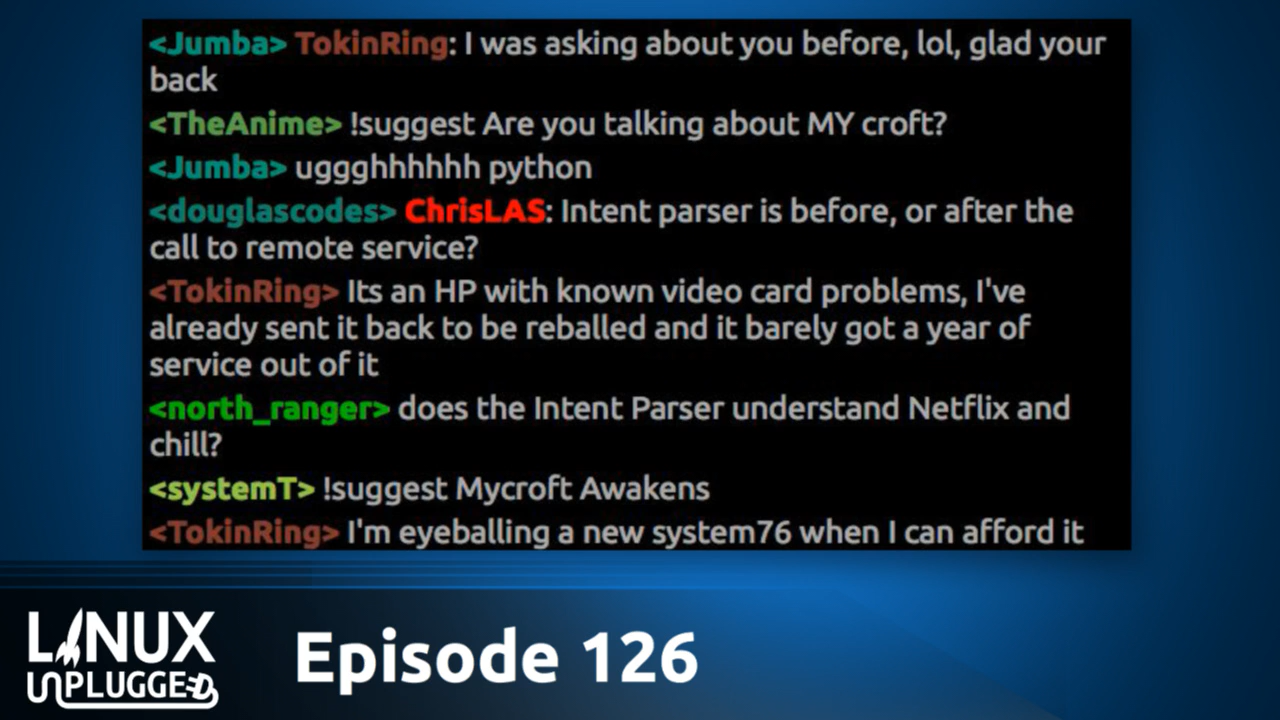 <Jumba> TokinRing: I was asking about you before, lol, glad your
back
<TheAnime> !suggest Are you talking about MY croft?
<Jumba> uggghhhhhh python
<douglascodes> ChrisLAS: Intent parser is before, or after the
call to remote service?
<TokinRing> Its an HP with known video card problems, I've
already sent it back to be reballed and it barely got a year of
service out of it
<north_ranger> does the Intent Parser understand Netflix and
chill?
<systemT> !suggest Mycroft Awakens
<TokinRing> I'm eyeballing a new system76 when I can afford it
LINUX
UNPLUGGED
Episode 126